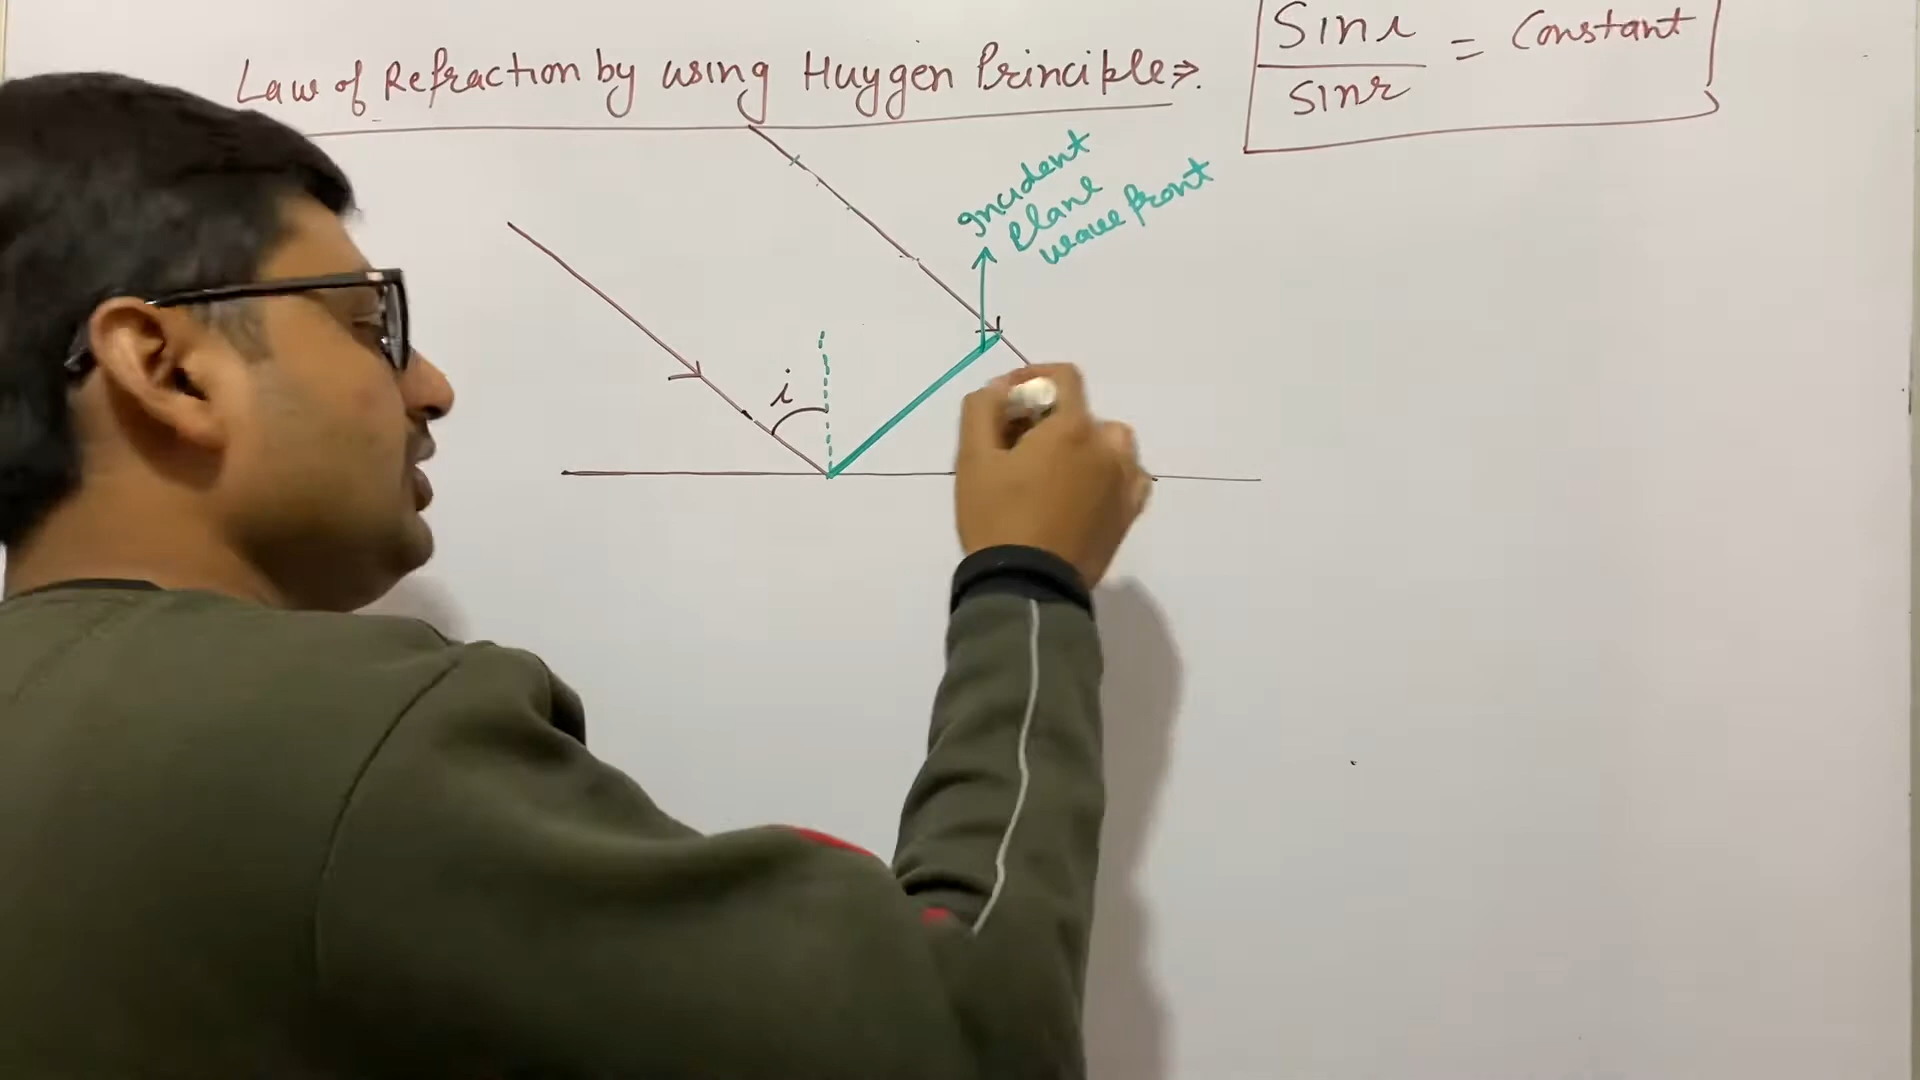 Law of Refraction by using Huygen Principle ⇒.
Sin i / Sin r = Constant
incident
plane
wave front
i